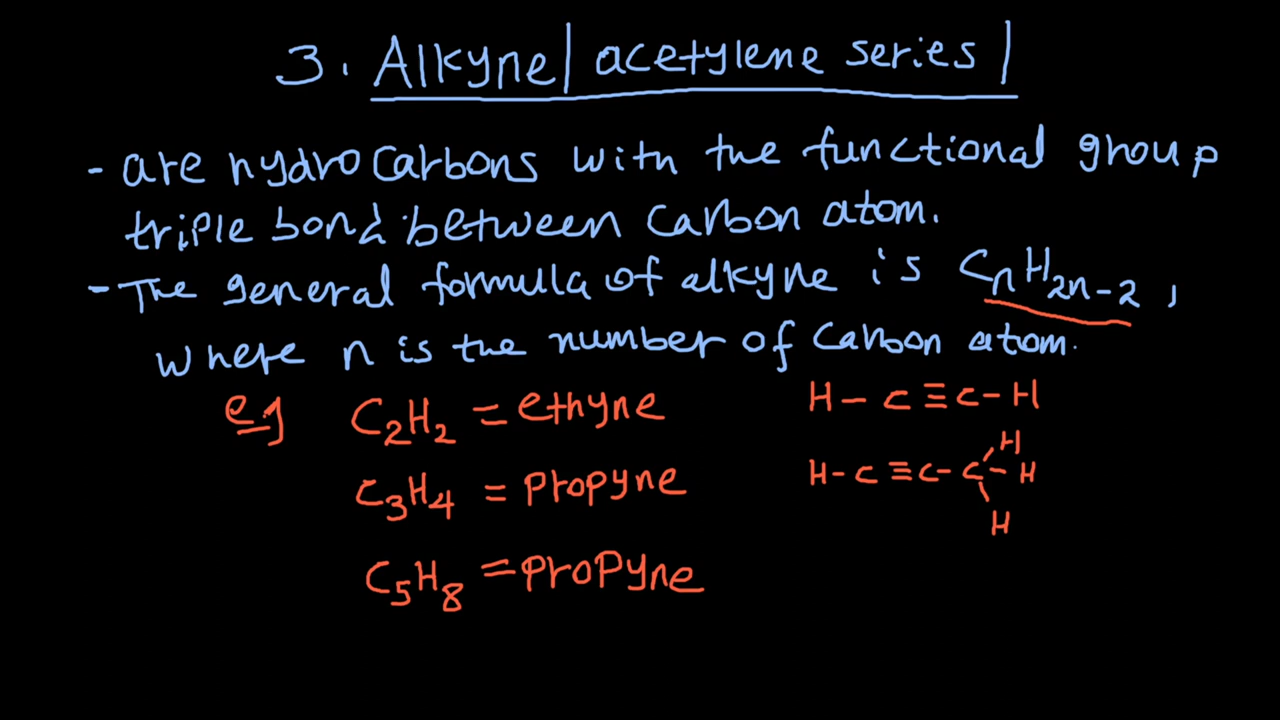 3. Alkyne| acetylene series|
- are hydrocarbons with the functional group
triple bond between carbon atom.
- The general formula of alkyne is CnH2n-2,
where n is the number of carbon atom.
eg C2H2 = ethyne H-C≡C-H
C3H4 = Propyne H-C≡C-C-H
H
H
C5H8 = Propyne